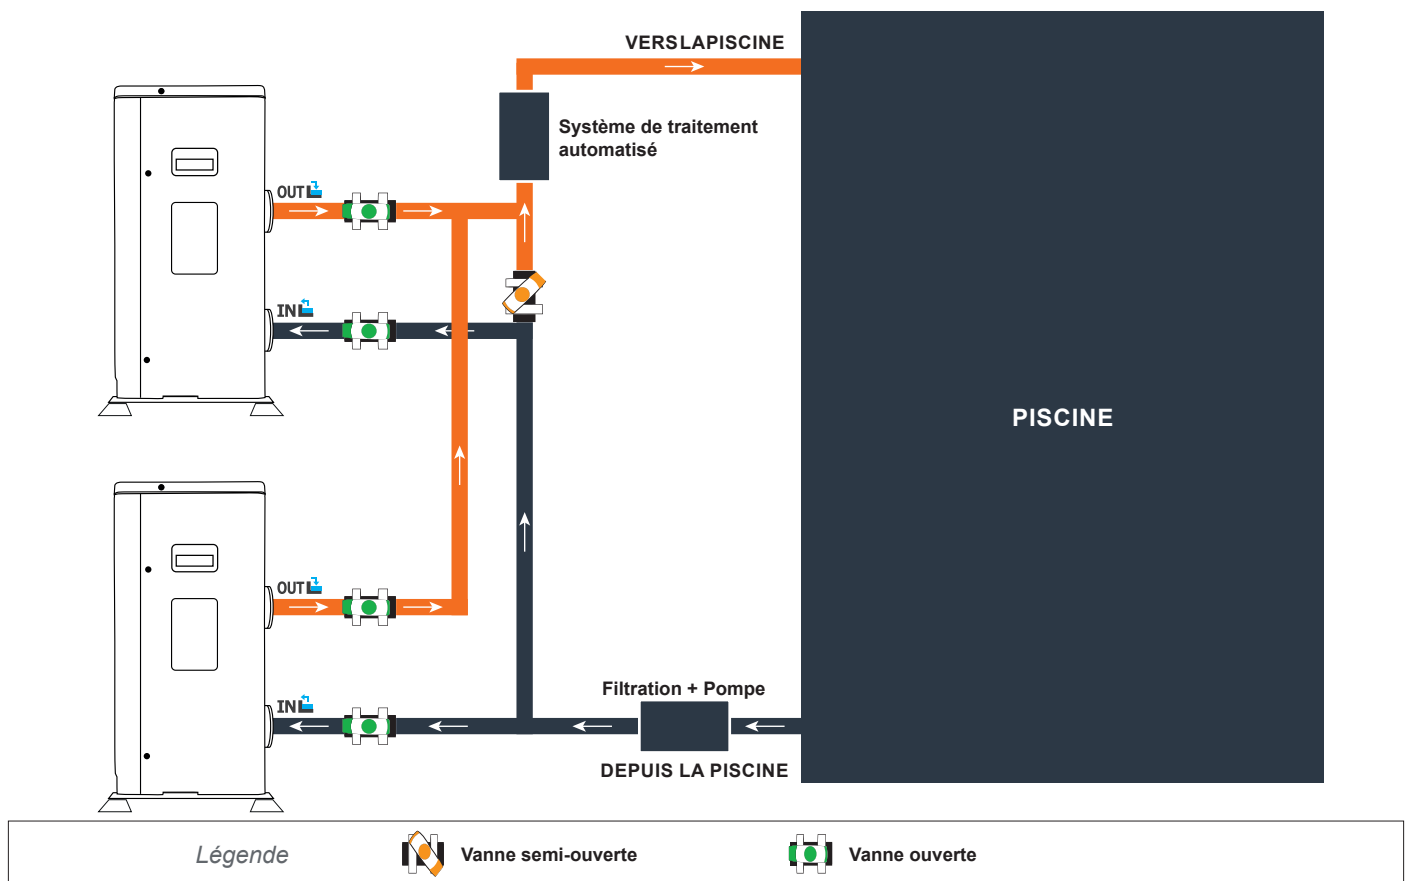 VERSLAPISCINE
Système de traitement
automatisé
OUT
IN
PISCINE
OUT
IN
Filtration + Pompe
DEPUIS LA PISCINE
Légende
Vanne semi-ouverte
Vanne ouverte